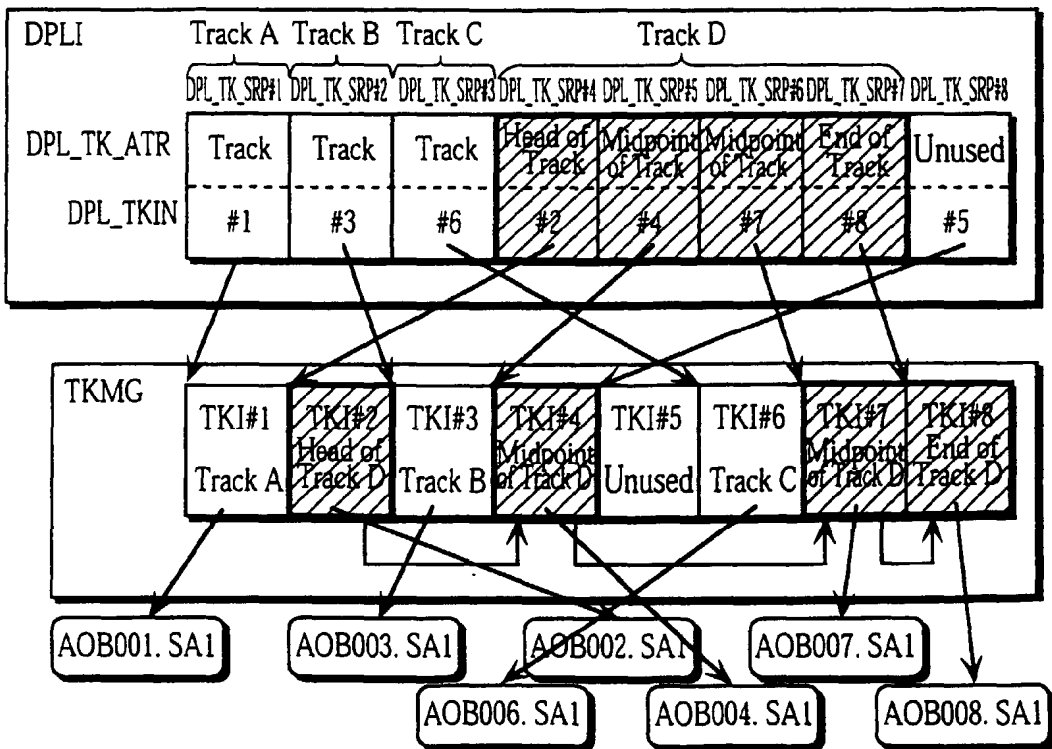 DPLI
Track A Track B Track C Track D
DPL_TK_SRP#1 DPL_TK_SRP#2 DPL_TK_SRP#3 DPL_TK_SRP#4 DPL_TK_SRP#5 DPL_TK_SRP#6 DPL_TK_SRP#7 DPL_TK_SRP#8
DPL_TK_ATR
Track
Track
Track
Head of
Track
Midpoint
of Track
Midpoint
of Track
End of
Track
Unused
DPL_TKIN
#1 #3 #6 #2 #4 #7 #8 #5
TKMG
TKI#1
Track A
TKI#2
Head of
Track D
TKI#3
Track B
TKI#4
Midpoint
of Track D
TKI#5
Unused
TKI#6
Track C
TKI#7
Midpoint
of Track D
TKI#8
End of
Track D
AOB001. SA1 AOB003. SA1 AOB002. SA1 AOB007. SA1
AOB006. SA1 AOB004. SA1 AOB008. SA1